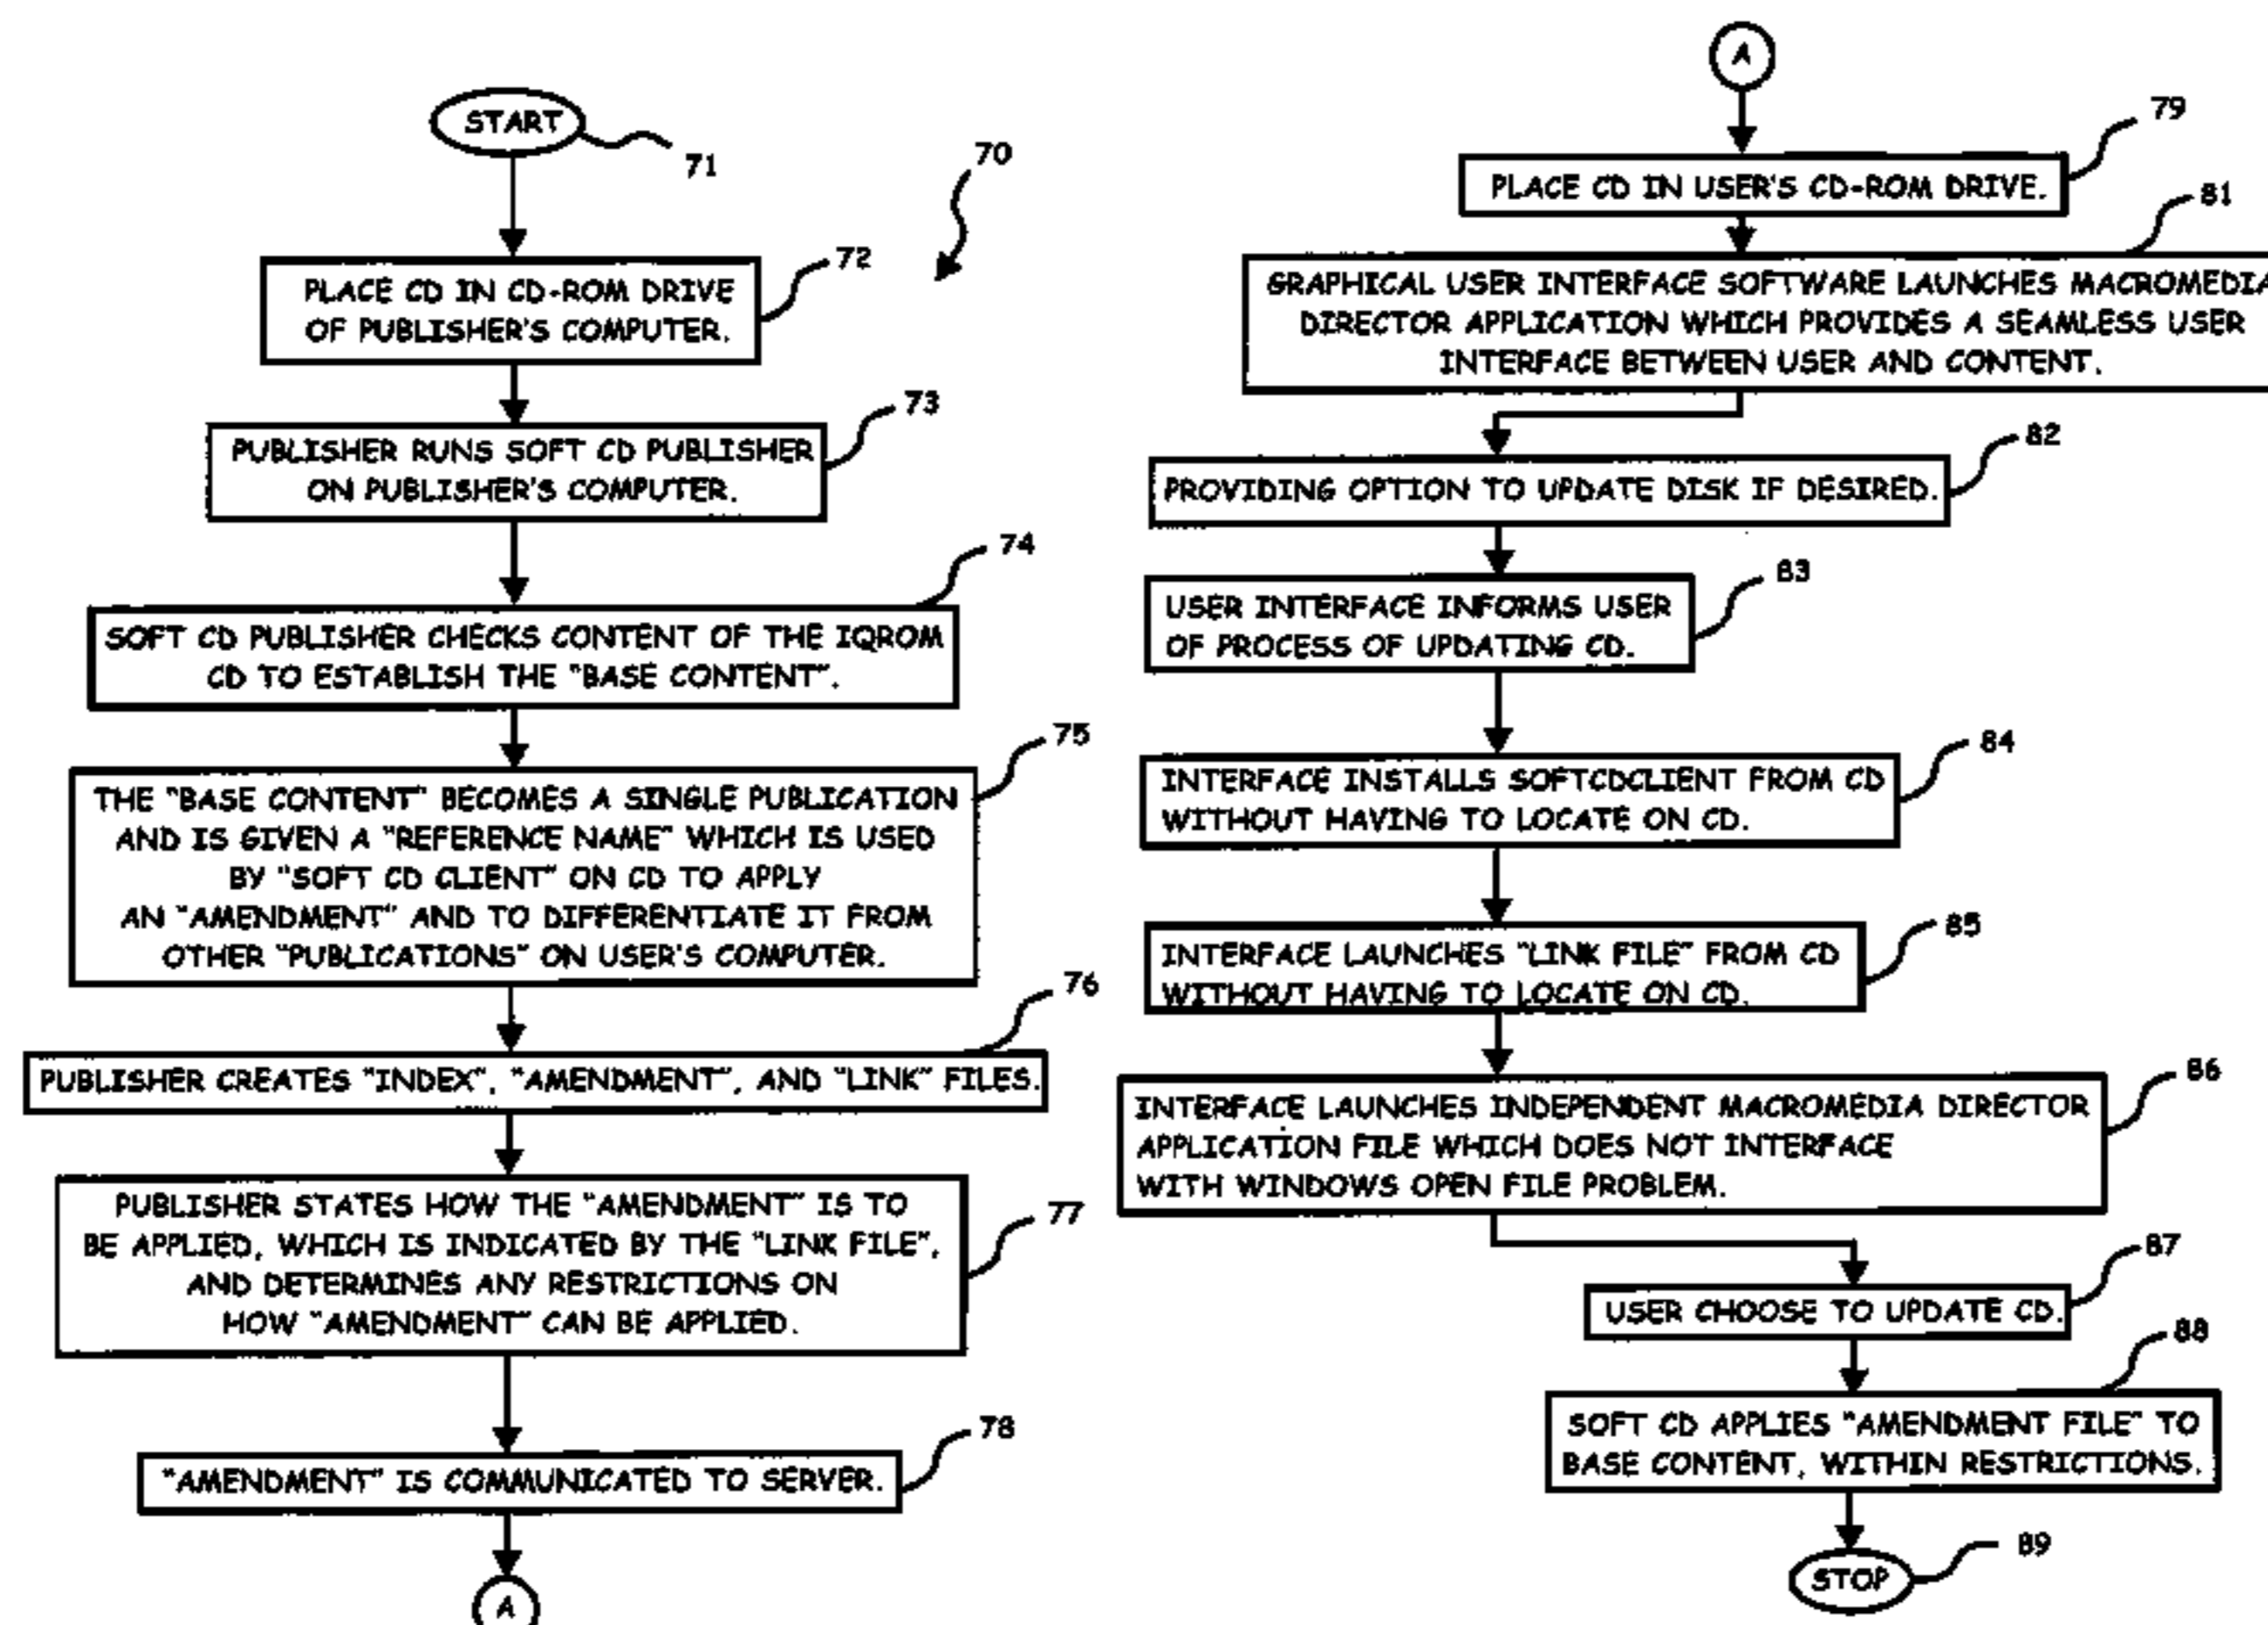 START
71
70
PLACE CD IN CD-ROM DRIVE
OF PUBLISHER'S COMPUTER.
72
PUBLISHER RUNS SOFT CD PUBLISHER
ON PUBLISHER'S COMPUTER.
73
SOFT CD PUBLISHER CHECKS CONTENT OF THE IQROM
CD TO ESTABLISH THE "BASE CONTENT".
74
THE "BASE CONTENT" BECOMES A SINGLE PUBLICATION
AND IS GIVEN A "REFERENCE NAME" WHICH IS USED
BY "SOFT CD CLIENT" ON CD TO APPLY
AN "AMENDMENT" AND TO DIFFERENTIATE IT FROM
OTHER "PUBLICATIONS" ON USER'S COMPUTER.
75
PUBLISHER CREATES "INDEX", "AMENDMENT", AND "LINK" FILES.
76
PUBLISHER STATES HOW THE "AMENDMENT" IS TO
BE APPLIED, WHICH IS INDICATED BY THE "LINK FILE",
AND DETERMINES ANY RESTRICTIONS ON
HOW "AMENDMENT" CAN BE APPLIED.
77
"AMENDMENT" IS COMMUNICATED TO SERVER.
78
A
A
PLACE CD IN USER'S CD-ROM DRIVE.
79
GRAPHICAL USER INTERFACE SOFTWARE LAUNCHES MACROMEDIA
DIRECTOR APPLICATION WHICH PROVIDES A SEAMLESS USER
INTERFACE BETWEEN USER AND CONTENT.
81
PROVIDING OPTION TO UPDATE DISK IF DESIRED.
82
USER INTERFACE INFORMS USER
OF PROCESS OF UPDATING CD.
83
INTERFACE INSTALLS SOFTCDCLIENT FROM CD
WITHOUT HAVING TO LOCATE ON CD.
84
INTERFACE LAUNCHES "LINK FILE" FROM CD
WITHOUT HAVING TO LOCATE ON CD.
85
INTERFACE LAUNCHES INDEPENDENT MACROMEDIA DIRECTOR
APPLICATION FILE WHICH DOES NOT INTERFACE
WITH WINDOWS OPEN FILE PROBLEM.
86
USER CHOOSE TO UPDATE CD.
87
SOFT CD APPLIES "AMENDMENT FILE" TO
BASE CONTENT, WITHIN RESTRICTIONS.
88
STOP
89